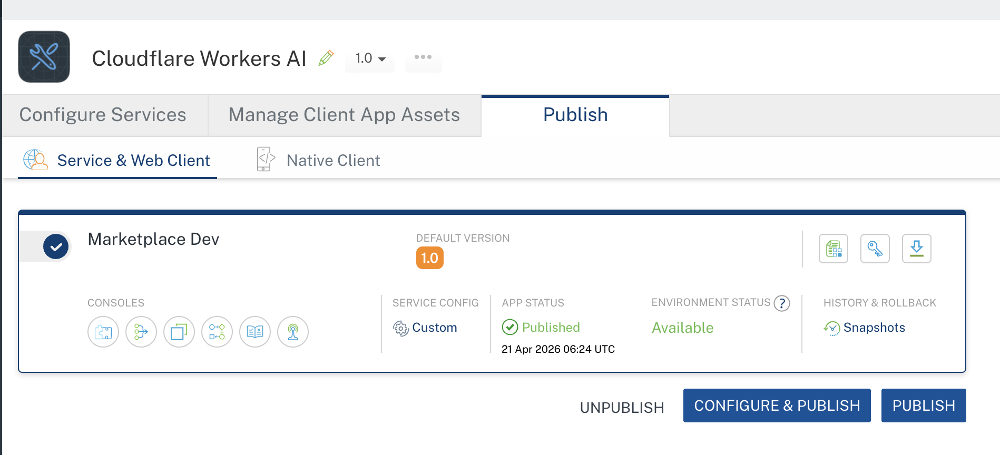 Cloudflare Workers AI
1.0
Configure Services
Manage Client App Assets
Publish
Service & Web Client
Native Client
Marketplace Dev
DEFAULT VERSION
1.0
CONSOLES
SERVICE CONFIG
Custom
APP STATUS
Published
21 Apr 2026 06:24 UTC
ENVIRONMENT STATUS ?
Available
HISTORY & ROLLBACK
Snapshots
UNPUBLISH
CONFIGURE & PUBLISH
PUBLISH